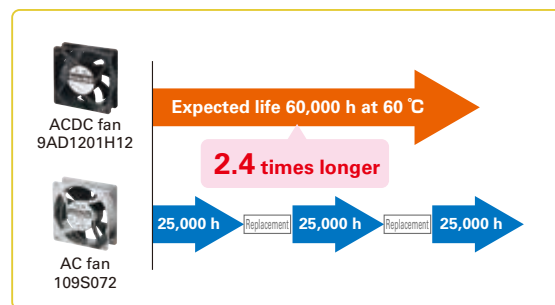 ACDC fan
9AD1201H12
Expected life 60,000 h at 60 ℃
2.4 times longer
AC fan
109S072
25,000 h
Replacement
25,000 h
Replacement
25,000 h